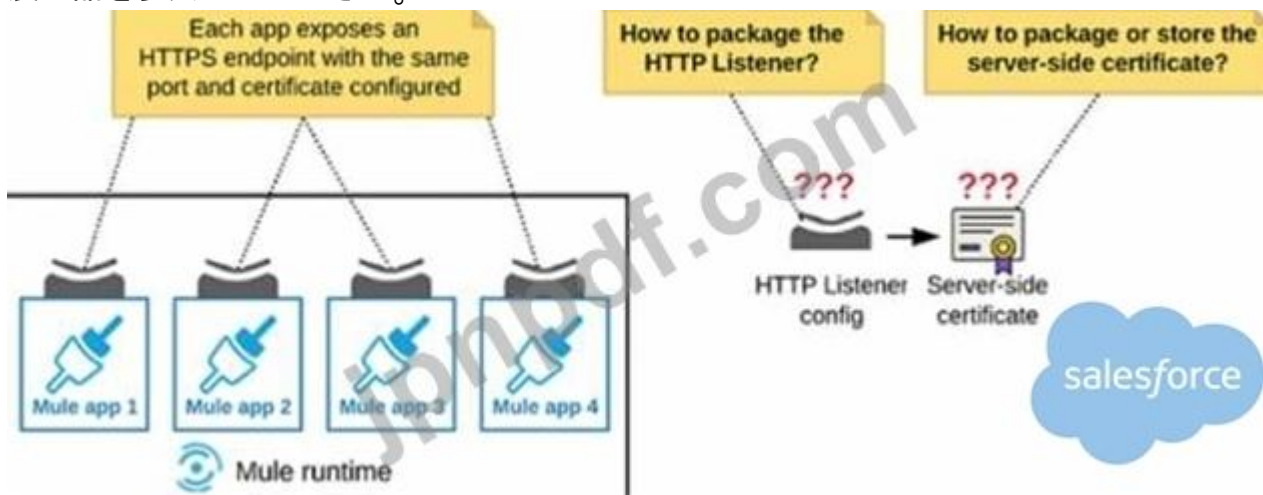 Each app exposes an
HTTPS endpoint with the same
port and certificate configured
How to package the
HTTP Listener?
How to package or store the
server-side certificate?
???
???
HTTP Listener
config
Server-side
certificate
Mule app 1
Mule app 2
Mule app 3
Mule app 4
Mule runtime
salesforce
jpnpdf.com